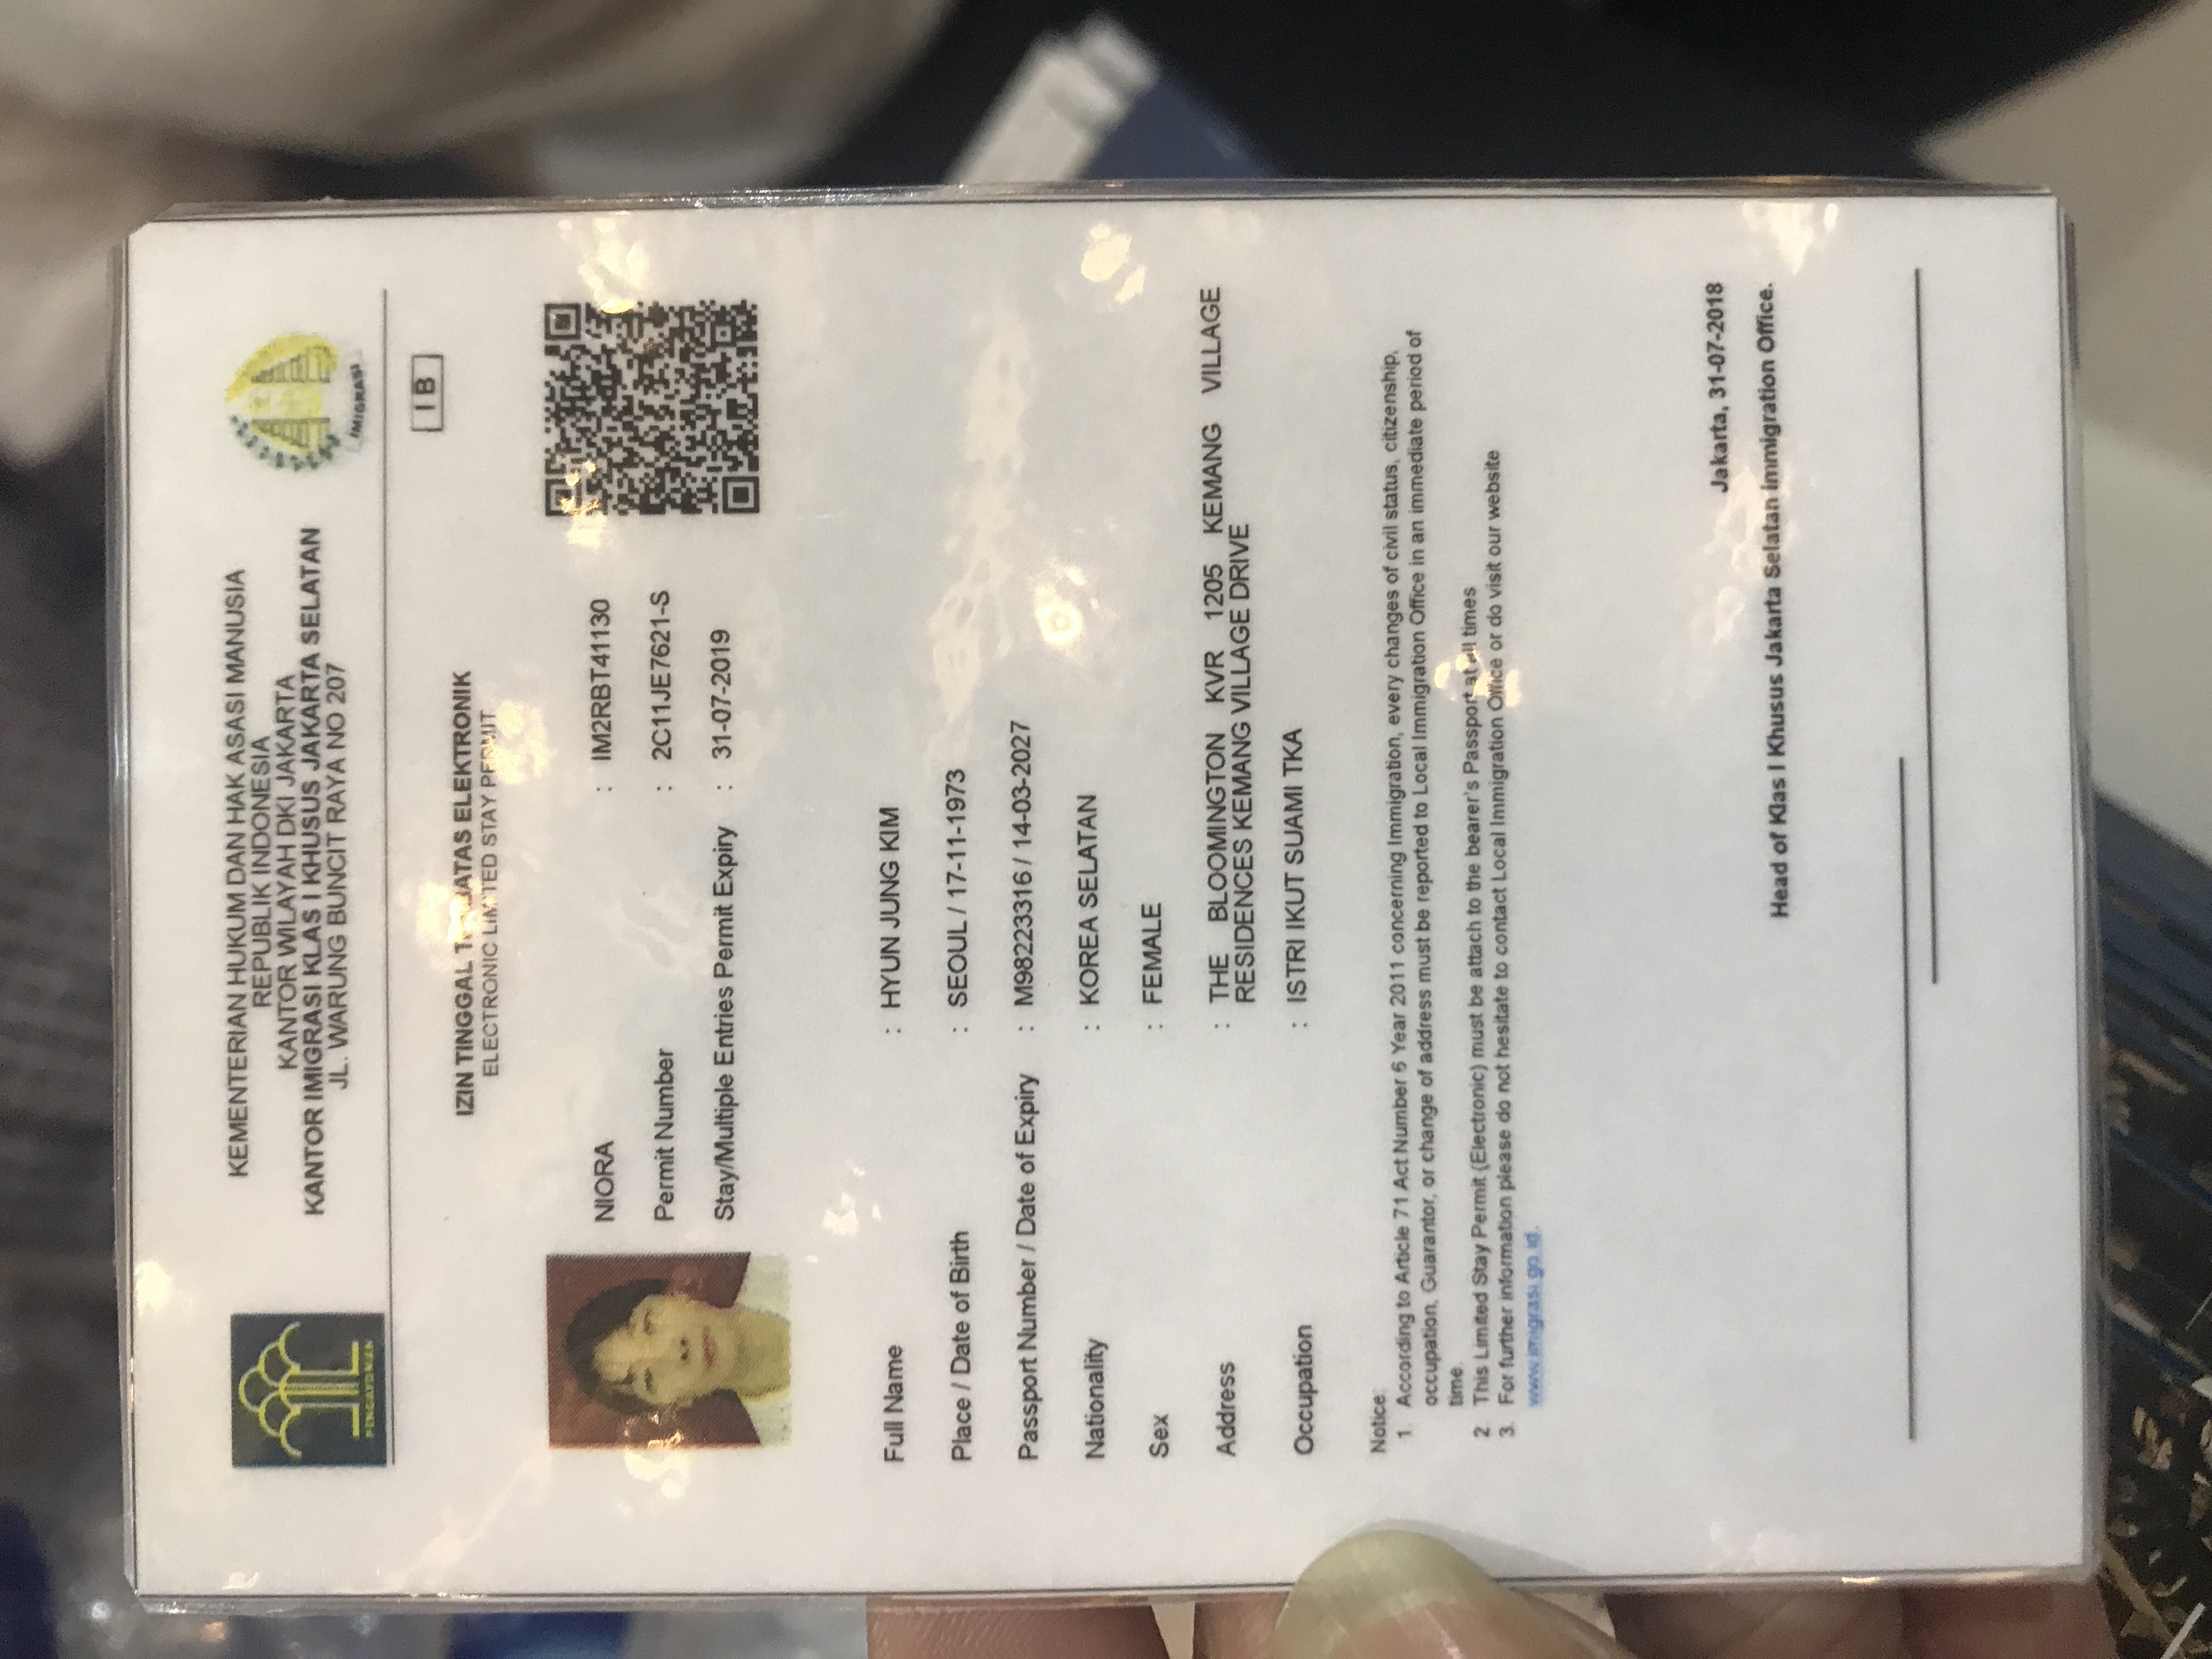 KEMENTERIAN HUKUM DAN HAK ASASI MANUSIA
REPUBLIK INDONESIA
KANTOR WILAYAH DKI JAKARTA
KANTOR IMIGRASI KLAS I KHUSUS JAKARTA SELATAN
JL. WARUNG BUNCIT RAYA NO 207
PENGAYOMAN
IMIGRASI
I B
IZIN TINGGAL TERBATAS ELEKTRONIK
ELECTRONIC LIMITED STAY PERMIT
NIORA : IM2RBT41130
Permit Number : 2C11JE7621-S
Stay/Multiple Entries Permit Expiry : 31-07-2019
Full Name : HYUN JUNG KIM
Place / Date of Birth : SEOUL / 17-11-1973
Passport Number / Date of Expiry : M98223316 / 14-03-2027
Nationality : KOREA SELATAN
Sex : FEMALE
Address : THE BLOOMINGTON KVR 1205 KEMANG VILLAGE
RESIDENCES KEMANG VILLAGE DRIVE
Occupation : ISTRI IKUT SUAMI TKA
Notice:
1. According to Article 71 Act Number 6 Year 2011 concerning Immigration, every changes of civil status, citizenship,
occupation, Guarantor, or change of address must be reported to Local Immigration Office in an immediate period of
time.
2. This Limited Stay Permit (Electronic) must be attach to the bearer's Passport at all times
3. For further information please do not hesitate to contact Local Immigration Office or do visit our website
www.imigrasi.go.id.
Jakarta, 31-07-2018
Head of Klas I Khusus Jakarta Selatan Immigration Office.